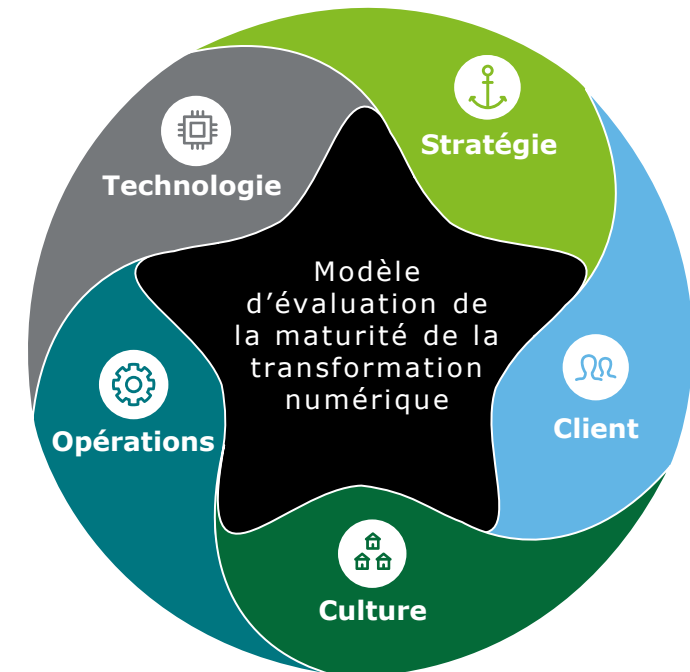 Stratégie
Technologie
Modèle
d’évaluation de
la maturité de la
transformation
numérique
Client
Opérations
Culture